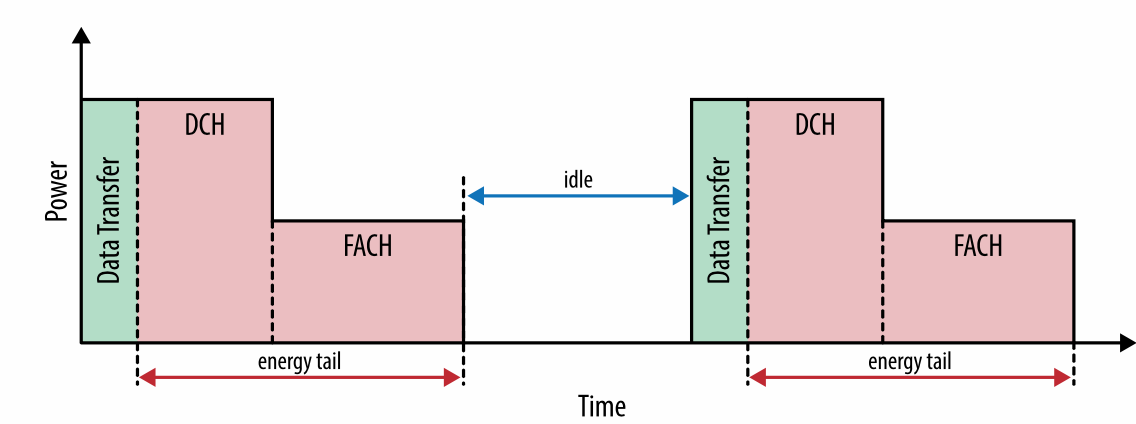 Power
Data Transfer
DCH
FACH
idle
Data Transfer
DCH
FACH
energy tail
energy tail
Time